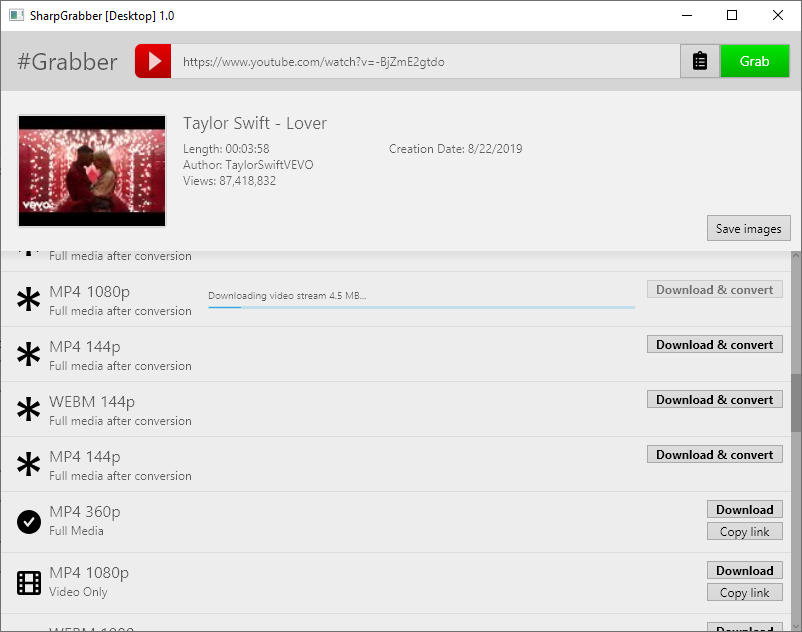 SharpGrabber [Desktop] 1.0
#Grabber
https://www.youtube.com/watch?v=-BjZmE2gtdo
Grab
Taylor Swift - Lover
Length: 00:03:58
Creation Date: 8/22/2019
Author: TaylorSwiftVEVO
Views: 87,418,832
vevo
Save images
Full media after conversion
MP4 1080p
Full media after conversion
Downloading video stream 4.5 MB...
Download & convert
MP4 144p
Full media after conversion
Download & convert
WEBM 144p
Full media after conversion
Download & convert
MP4 144p
Full media after conversion
Download & convert
MP4 360p
Full Media
Download
Copy link
MP4 1080p
Video Only
Download
Copy link
WEBM 1080
Download